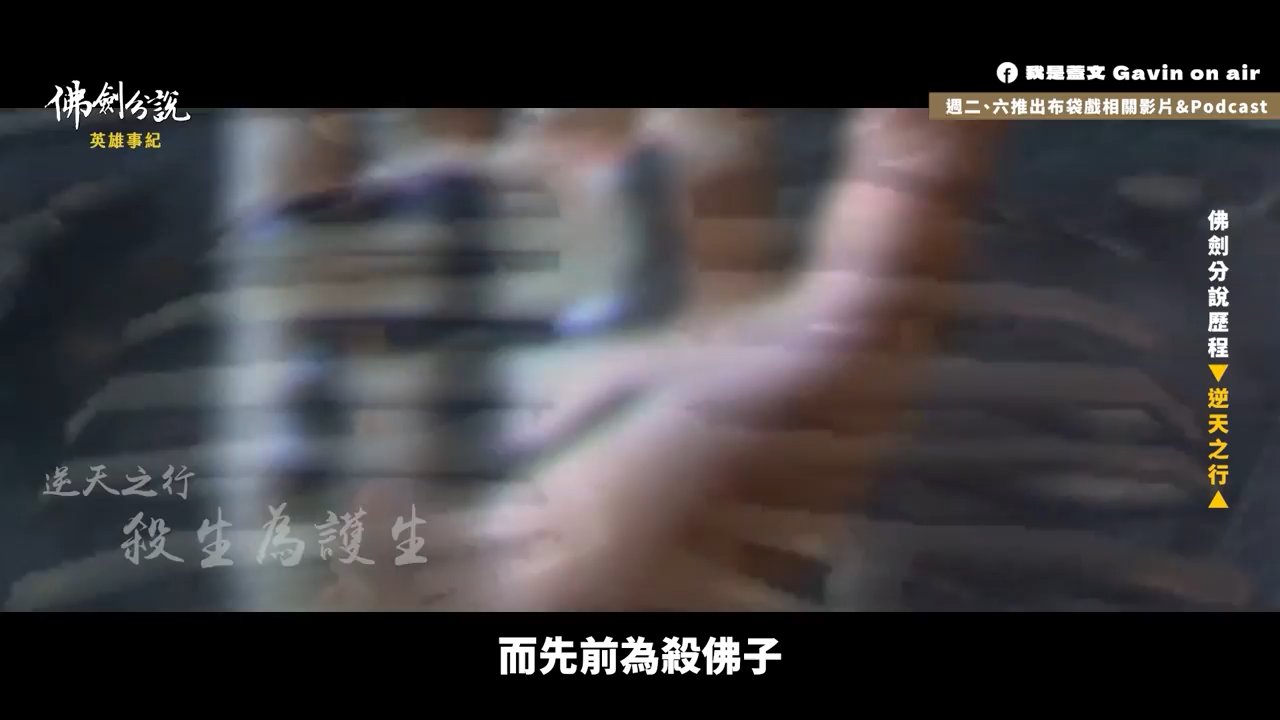 佛劍分說
英雄事紀
我是蓋文 Gavin on air
週二、六推出布袋戲相關影片&Podcast
佛劍分說歷程▼逆天之行▲
逆天之行
殺生為護生
而先前為殺佛子